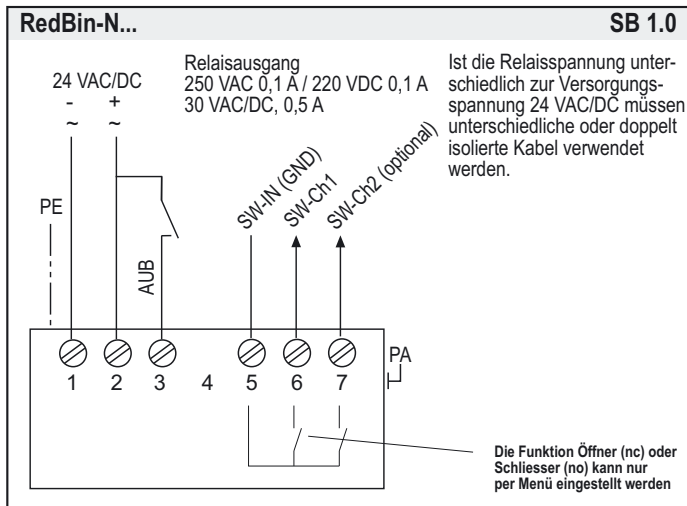 RedBin-N... SB 1.0
24 VAC/DC
- +
~ ~
Relaisausgang
250 VAC 0,1 A / 220 VDC 0,1 A
30 VAC/DC, 0,5 A
Ist die Relaisspannung unter-
schiedlich zur Versorgungs-
spannung 24 VAC/DC müssen
unterschiedliche oder doppelt
isolierte Kabel verwendet
werden.
PE
AUB
SW-IN (GND)
SW-Ch1
SW-Ch2 (optional)
PA
1 2 3 4 5 6 7
Die Funktion Öffner (nc) oder
Schliesser (no) kann nur
per Menü eingestellt werden